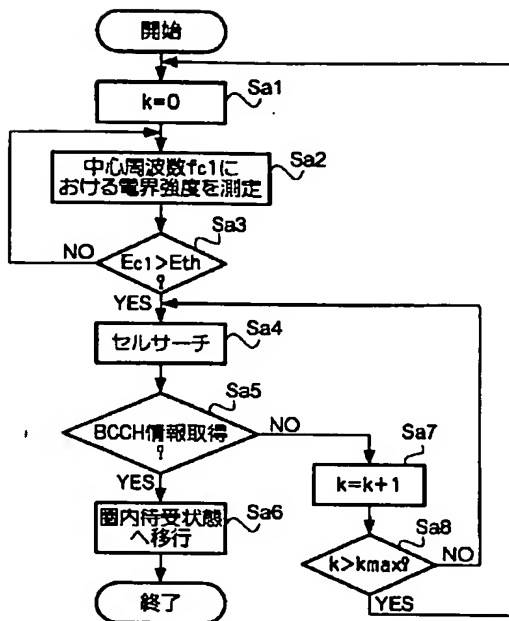 開始
k=0
Sa1
中心周波数fc1に
おける電界強度を測定
Sa2
Ec1>Eth
?
Sa3
NO
YES
セルサーチ
Sa4
BCCH情報取得
?
Sa5
NO
YES
k=k+1
Sa7
圏内待受状態
へ移行
Sa6
k>kmax?
Sa8
NO
YES
終了